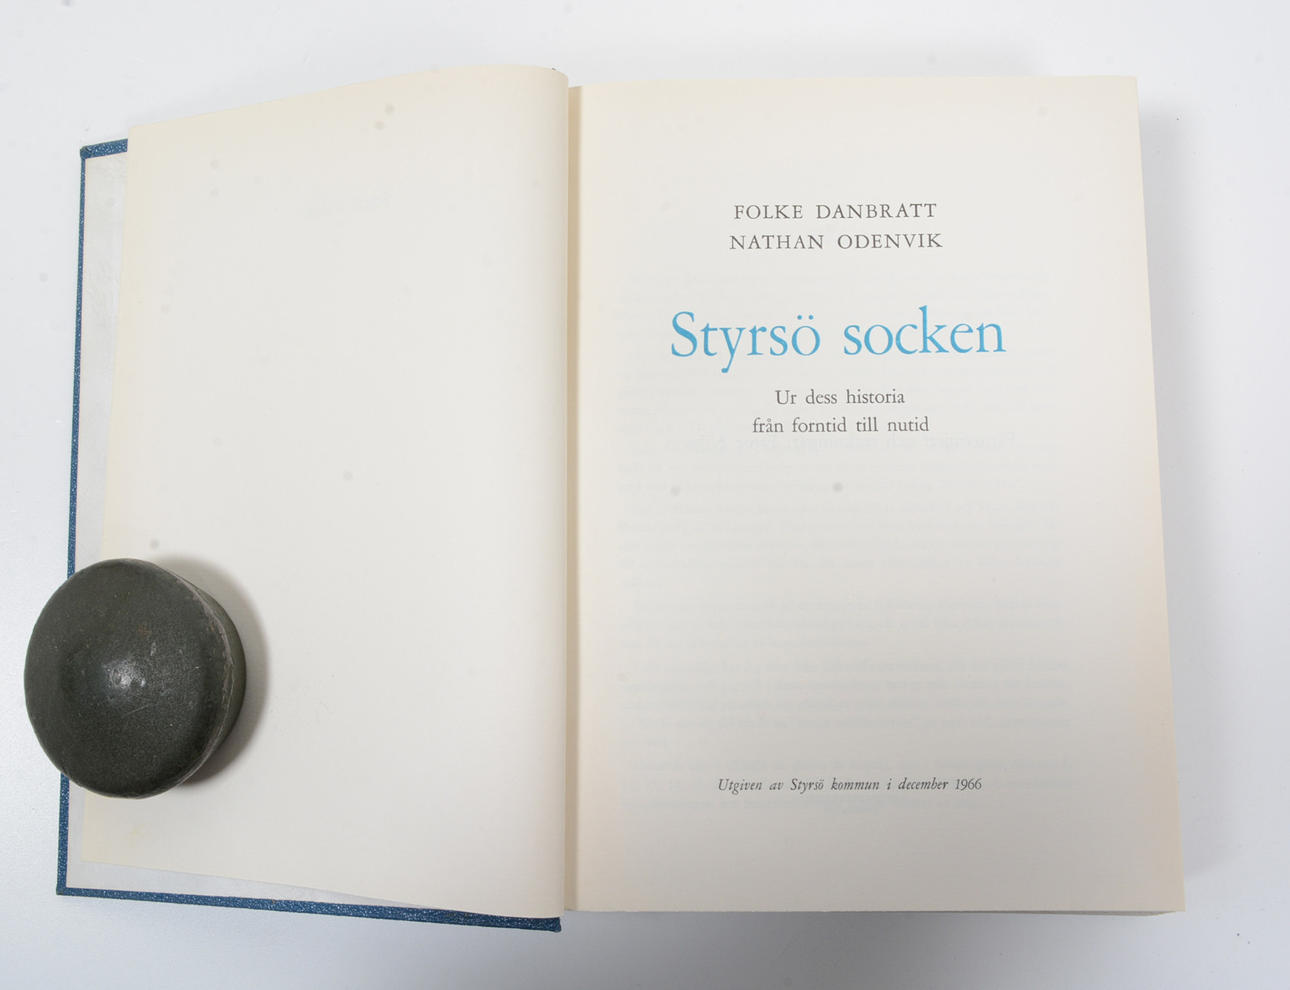 FOLKE DANBRATT
NATHAN ODENVIK
Styrsö socken
Ur dess historia
från forntid till nutid
Utgiven av Styrsö kommun i december 1966